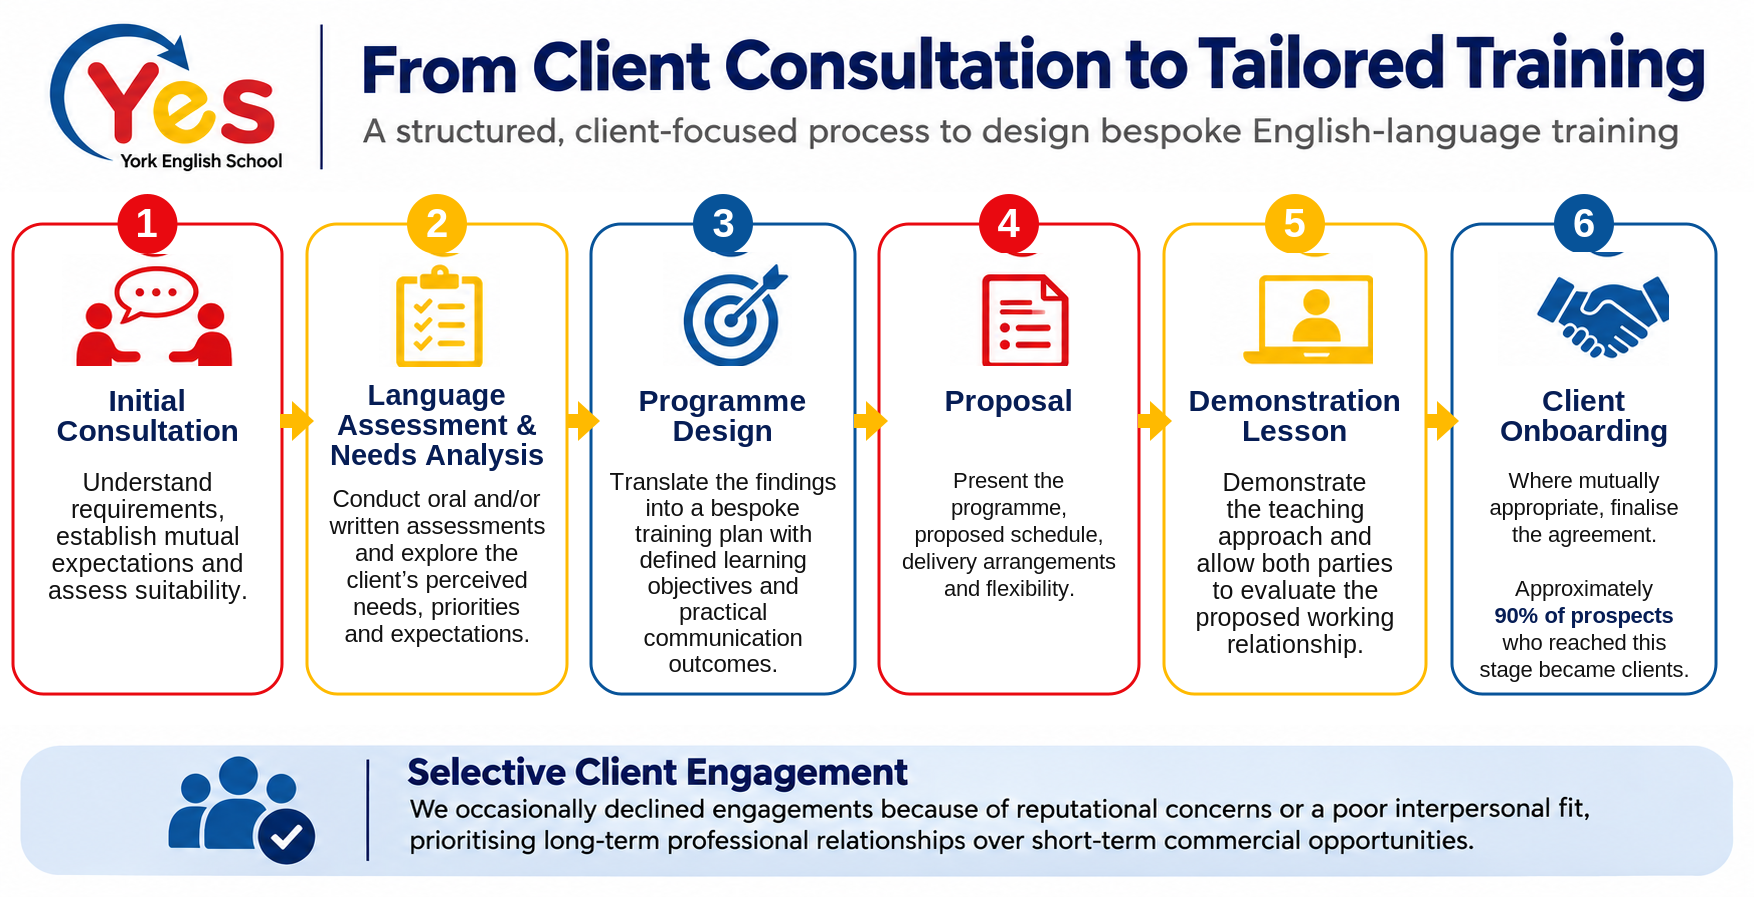 Yes
York English School
From Client Consultation to Tailored Training
A structured, client-focused process to design bespoke English-language training
1
Initial
Consultation
Understand
requirements,
establish mutual
expectations and
assess suitability.
2
Language
Assessment &
Needs Analysis
Conduct oral and/or
written assessments
and explore the
client’s perceived
needs, priorities
and expectations.
3
Programme
Design
Translate the findings
into a bespoke
training plan with
defined learning
objectives and
practical
communication
outcomes.
4
Proposal
Present the
programme,
proposed schedule,
delivery arrangements
and flexibility.
5
Demonstration
Lesson
Demonstrate
the teaching
approach and
allow both parties
to evaluate the
proposed working
relationship.
6
Client
Onboarding
Where mutually
appropriate, finalise
the agreement.
Approximately
90% of prospects
who reached this
stage became clients.
Selective Client Engagement
We occasionally declined engagements because of reputational concerns or a poor interpersonal fit,
prioritising long-term professional relationships over short-term commercial opportunities.